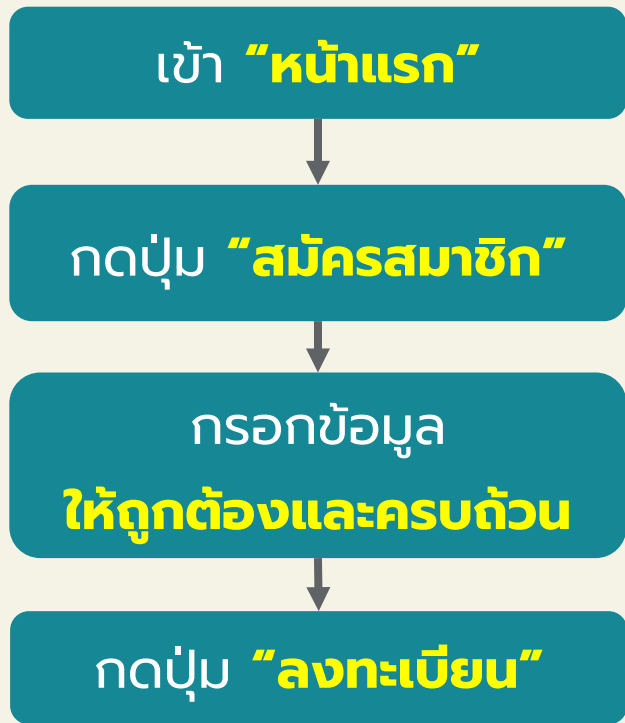 เข้า “หน้าแรก”
กดปุ่ม “สมัครสมาชิก”
กรอกข้อมูล
ให้ถูกต้องและครบถ้วน
กดปุ่ม “ลงทะเบียน”